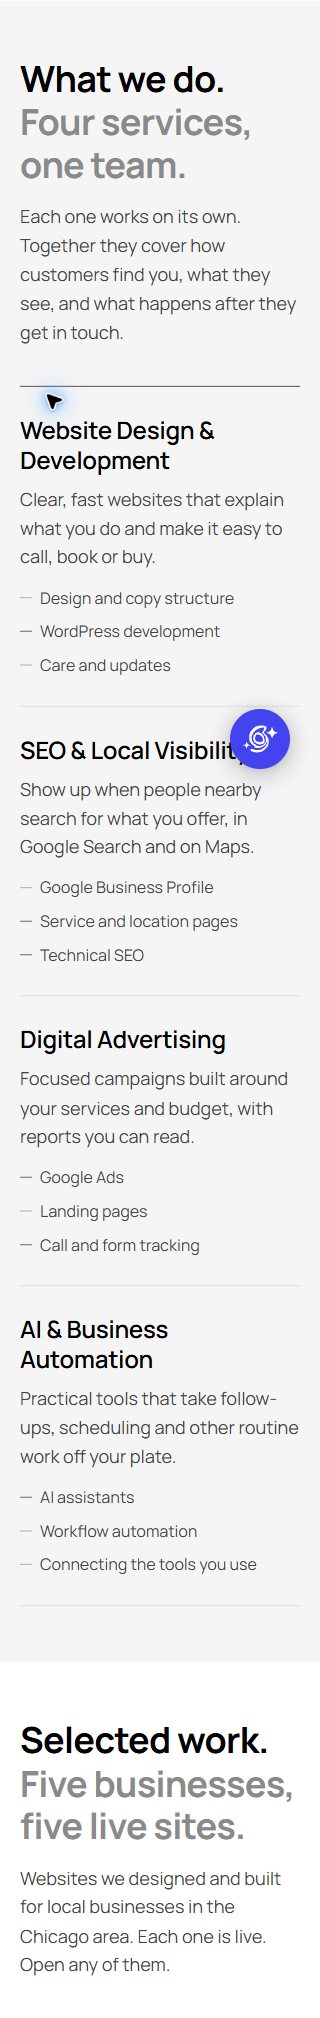 What we do.
Four services,
one team.
Each one works on its own.
Together they cover how
customers find you, what they
see, and what happens after they
get in touch.
Website Design &
Development
Clear, fast websites that explain
what you do and make it easy to
call, book or buy.
— Design and copy structure
— WordPress development
— Care and updates
SEO & Local Visibility
Show up when people nearby
search for what you offer, in
Google Search and on Maps.
— Google Business Profile
— Service and location pages
— Technical SEO
Digital Advertising
Focused campaigns built around
your services and budget, with
reports you can read.
— Google Ads
— Landing pages
— Call and form tracking
AI & Business
Automation
Practical tools that take follow-
ups, scheduling and other routine
work off your plate.
— AI assistants
— Workflow automation
— Connecting the tools you use
Selected work.
Five businesses,
five live sites.
Websites we designed and built
for local businesses in the
Chicago area. Each one is live.
Open any of them.